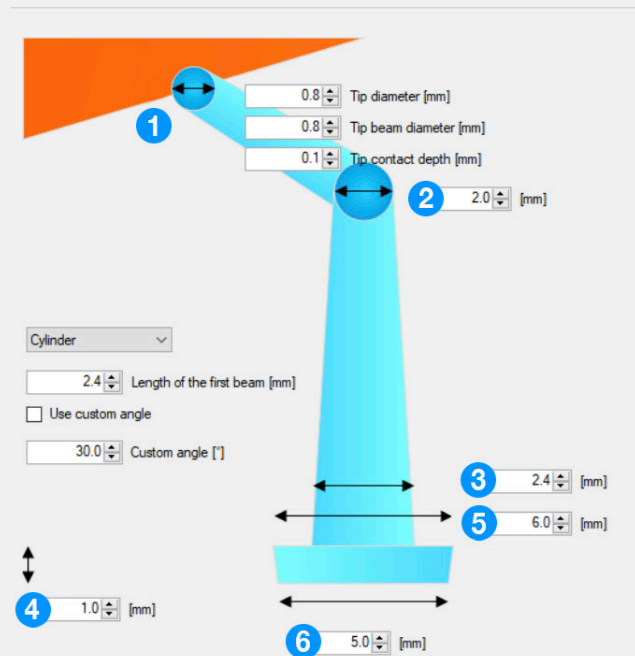 0.8 Tip diameter [mm]
1
0.8 Tip beam diameter [mm]
0.1 Tip contact depth [mm]
2 2.0 [mm]
Cylinder
2.4 Length of the first beam [mm]
Use custom angle
30.0 Custom angle [°]
3 2.4 [mm]
5 6.0 [mm]
4 1.0 [mm]
6 5.0 [mm]